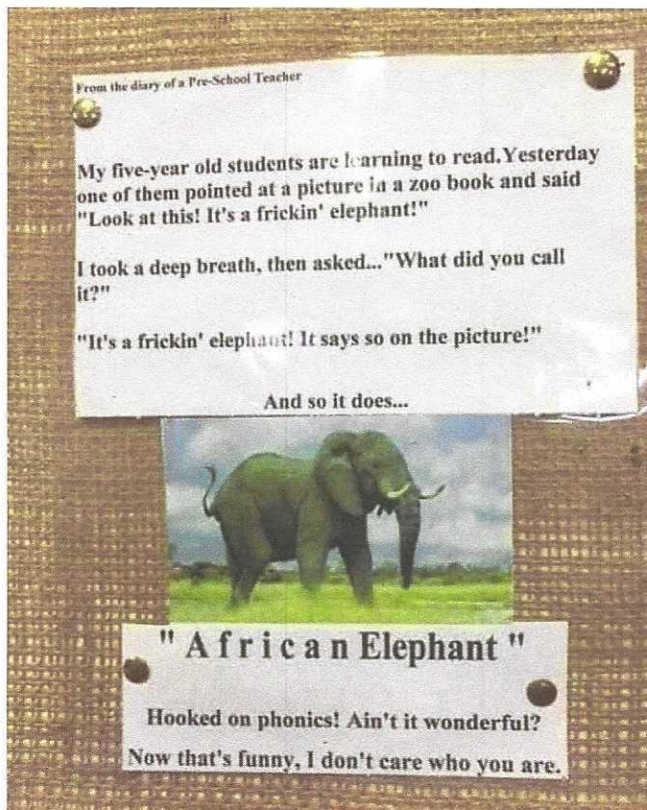 From the diary of a Pre-School Teacher
My five-year old students are learning to read.Yesterday
one of them pointed at a picture in a zoo book and said
"Look at this! It's a frickin' elephant!"
I took a deep breath, then asked..."What did you call
it?"
"It's a frickin' elephant! It says so on the picture!"
And so it does...
" A f r i c a n Elephant "
Hooked on phonics! Ain't it wonderful?
Now that's funny, I don't care who you are.